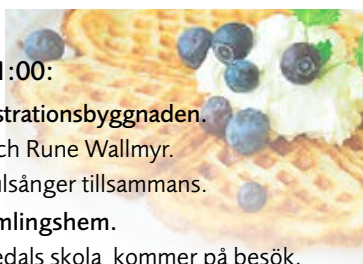 1:00:
strationsbyggnaden.
ch Rune Wallmyr.
ulsånger tillsammans.
mlingshem.
edals skola kommer på besök.